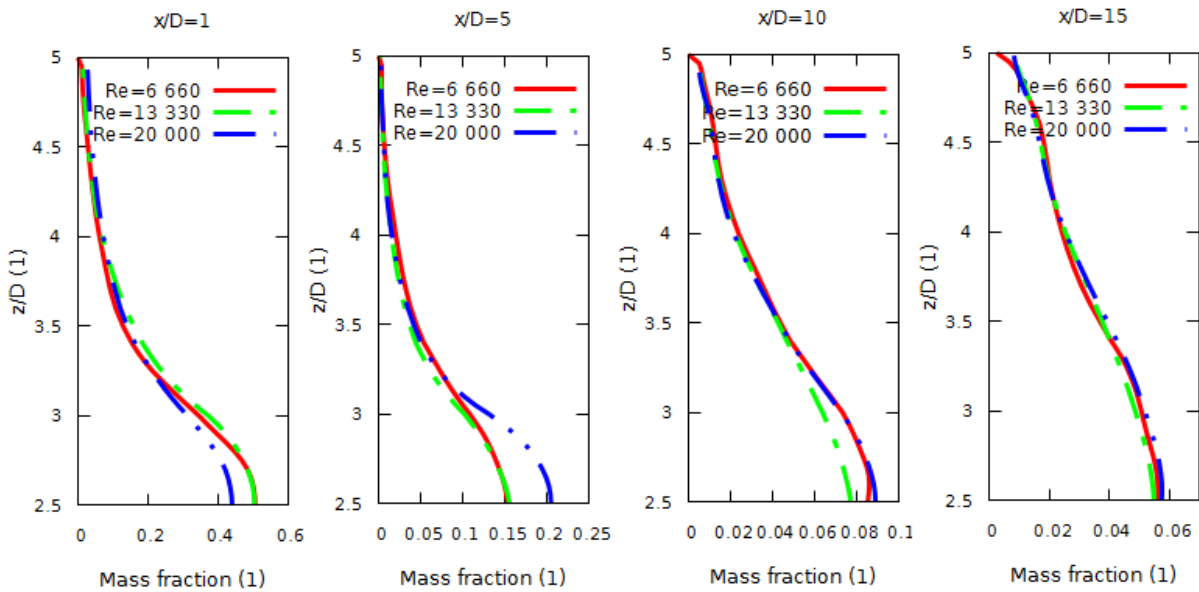 x/D=1
5
4.5
4
3.5
3
2.5
z/D (1)
Re=6 660
Re=13 330
Re=20 000
0
0.2
0.4
0.6
Mass fraction (1)
x/D=5
5
4.5
4
3.5
3
2.5
z/D (1)
Re=6 660
Re=13 330
Re=20 000
0
0.05
0.10
0.15
0.20
0.25
Mass fraction (1)
x/D=10
5
4.5
4
3.5
3
2.5
z/D (1)
Re=6 660
Re=13 330
Re=20 000
0
0.02
0.04
0.06
0.08
0.1
Mass fraction (1)
x/D=15
5
4.5
4
3.5
3
2.5
z/D (1)
Re=6 660
Re=13 330
Re=20 000
0
0.02
0.04
0.06
Mass fraction (1)